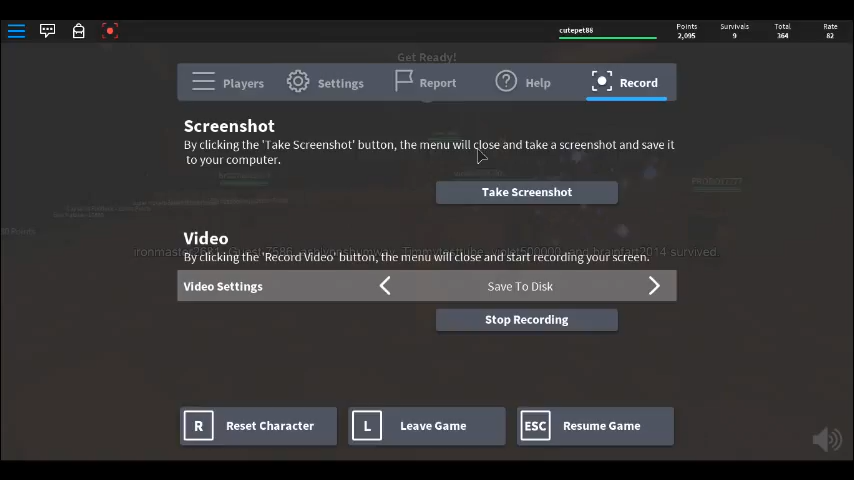 cutepet88
Points
2,095
Survivals
9
Total
364
Rate
82
Get Ready!
Players
Settings
Report
Help
Record
Screenshot
By clicking the 'Take Screenshot' button, the menu will close and take a screenshot and save it
to your computer.
Take Screenshot
Video
and brainfart2014 survived.
By clicking the 'Record Video' button, the menu will close and start recording your screen.
Video Settings
Save To Disk
Stop Recording
R
Reset Character
L
Leave Game
ESC
Resume Game